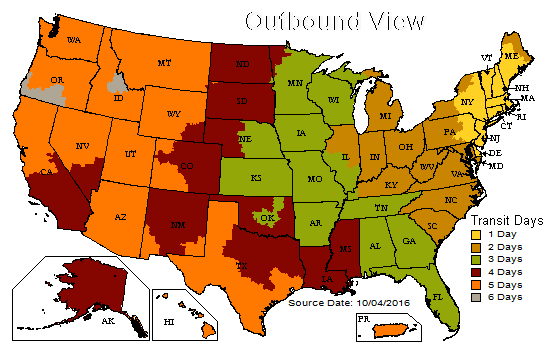 Outbound View
WA
MT
ND
MN
ME
VT
OR
ID
SD
WI
NY
NH
MA
WY
MI
RI
CT
IA
PA
NJ
NV
NE
OH
DE
UT
IL
IN
MD
CA
CO
WV
KS
MO
KY
VA
NC
TN
OK
AZ
NM
AR
SC
MS
AL
GA
TX
LA
FL
Transit Days
1 Day
2 Days
3 Days
4 Days
5 Days
6 Days
Source Date: 10/04/2016
AK
HI
PR